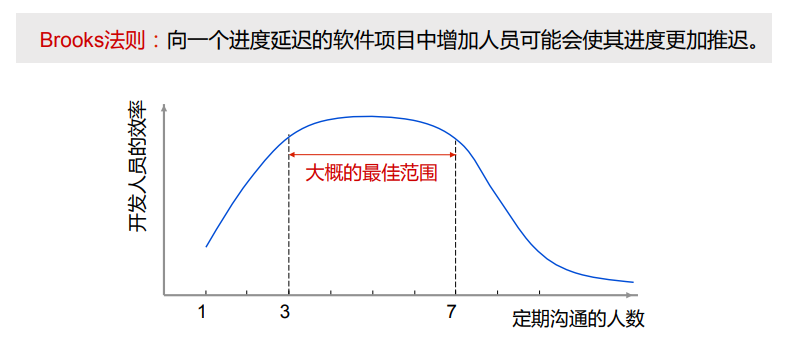 Brooks法则：向一个进度延迟的软件项目中增加人员可能会使其进度更加推迟。
开发人员的效率
大概的最佳范围
1 3 7
定期沟通的人数